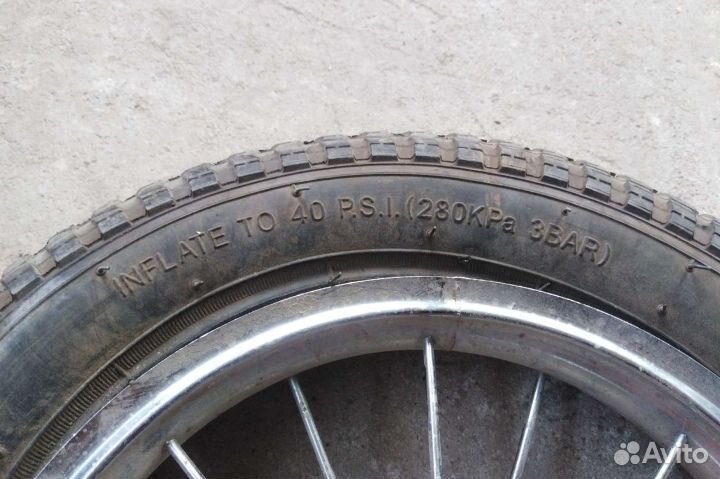 INFLATE TO 40 P.S.I. (280KPa 3BAR)
Avito